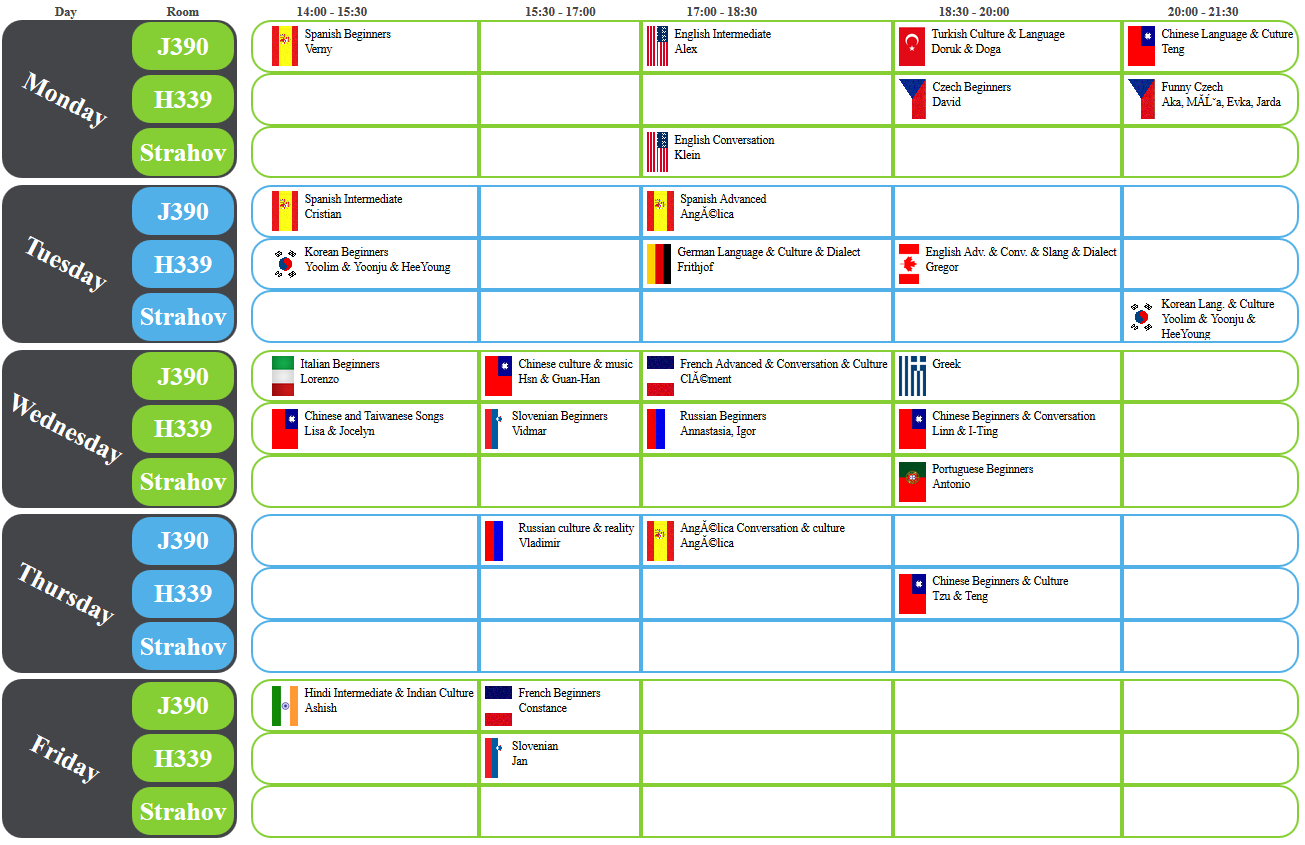 Day Room 14:00 - 15:30 15:30 - 17:00 17:00 - 18:30 18:30 - 20:00 20:00 - 21:30
Monday
J390
Spanish Beginners
Verny
English Intermediate
Alex
Turkish Culture & Language
Doruk & Doga
Chinese Language & Cuture
Teng
H339
Czech Beginners
David
Funny Czech
Aka, MÃĹˇa, Evka, Jarda
Strahov
English Conversation
Klein
Tuesday
J390
Spanish Intermediate
Cristian
Spanish Advanced
AngĂ©lica
H339
Korean Beginners
Yoolim & Yoonju & HeeYoung
German Language & Culture & Dialect
Frithjof
English Adv. & Conv. & Slang & Dialect
Gregor
Strahov
Korean Lang. & Culture
Yoolim & Yoonju &
HeeYoung
Wednesday
J390
Italian Beginners
Lorenzo
Chinese culture & music
Hsn & Guan-Han
French Advanced & Conversation & Culture
ClĂ©ment
Greek
H339
Chinese and Taiwanese Songs
Lisa & Jocelyn
Slovenian Beginners
Vidmar
Russian Beginners
Annastasia, Igor
Chinese Beginners & Conversation
Linn & I-Ting
Strahov
Portuguese Beginners
Antonio
Thursday
J390
Russian culture & reality
Vladimir
AngĂ©lica Conversation & culture
AngĂ©lica
H339
Chinese Beginners & Culture
Tzu & Teng
Strahov
Friday
J390
Hindi Intermediate & Indian Culture
Ashish
French Beginners
Constance
H339
Slovenian
Jan
Strahov